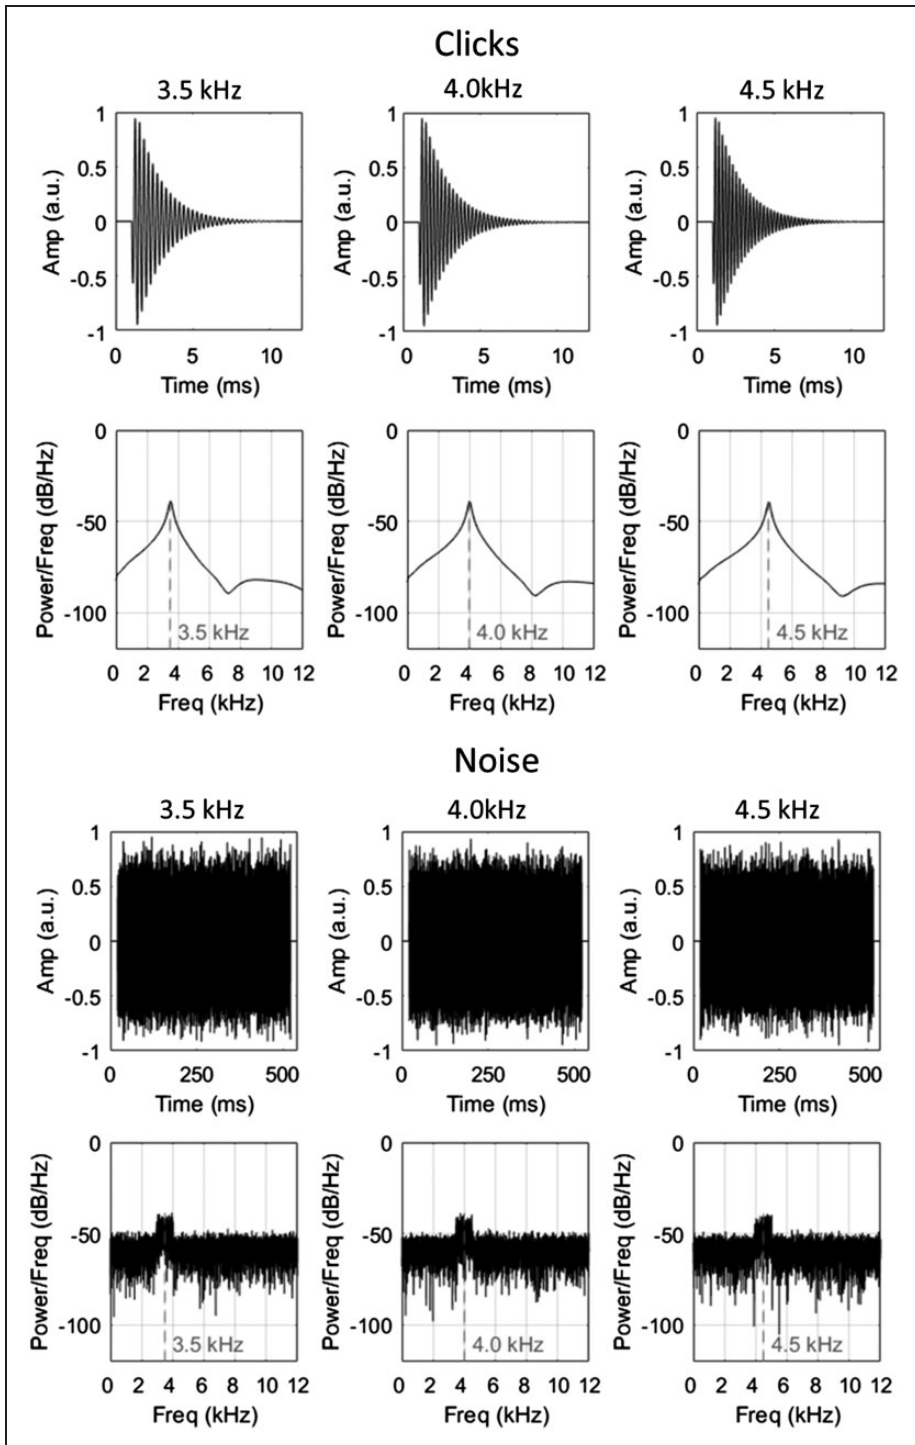 Clicks
3.5 kHz 4.0kHz 4.5 kHz
1 1 1
0.5 0.5 0.5
0 0 0
-0.5 -0.5 -0.5
-1 -1 -1
Amp (a.u.) Amp (a.u.) Amp (a.u.)
0 5 10 0 5 10 0 5 10
Time (ms) Time (ms) Time (ms)
0 0 0
-50 -50 -50
-100 -100 -100
Power/Freq (dB/Hz) Power/Freq (dB/Hz) Power/Freq (dB/Hz)
3.5 kHz 4.0 kHz 4.5 kHz
0 2 4 6 8 10 12 0 2 4 6 8 10 12 0 2 4 6 8 10 12
Freq (kHz) Freq (kHz) Freq (kHz)
Noise
3.5 kHz 4.0kHz 4.5 kHz
1 1 1
0.5 0.5 0.5
0 0 0
-0.5 -0.5 -0.5
-1 -1 -1
Amp (a.u.) Amp (a.u.) Amp (a.u.)
0 250 500 0 250 500 0 250 500
Time (ms) Time (ms) Time (ms)
0 0 0
-50 -50 -50
-100 -100 -100
Power/Freq (dB/Hz) Power/Freq (dB/Hz) Power/Freq (dB/Hz)
3.5 kHz 4.0 kHz 4.5 kHz
0 2 4 6 8 10 12 0 2 4 6 8 10 12 0 2 4 6 8 10 12
Freq (kHz) Freq (kHz) Freq (kHz)